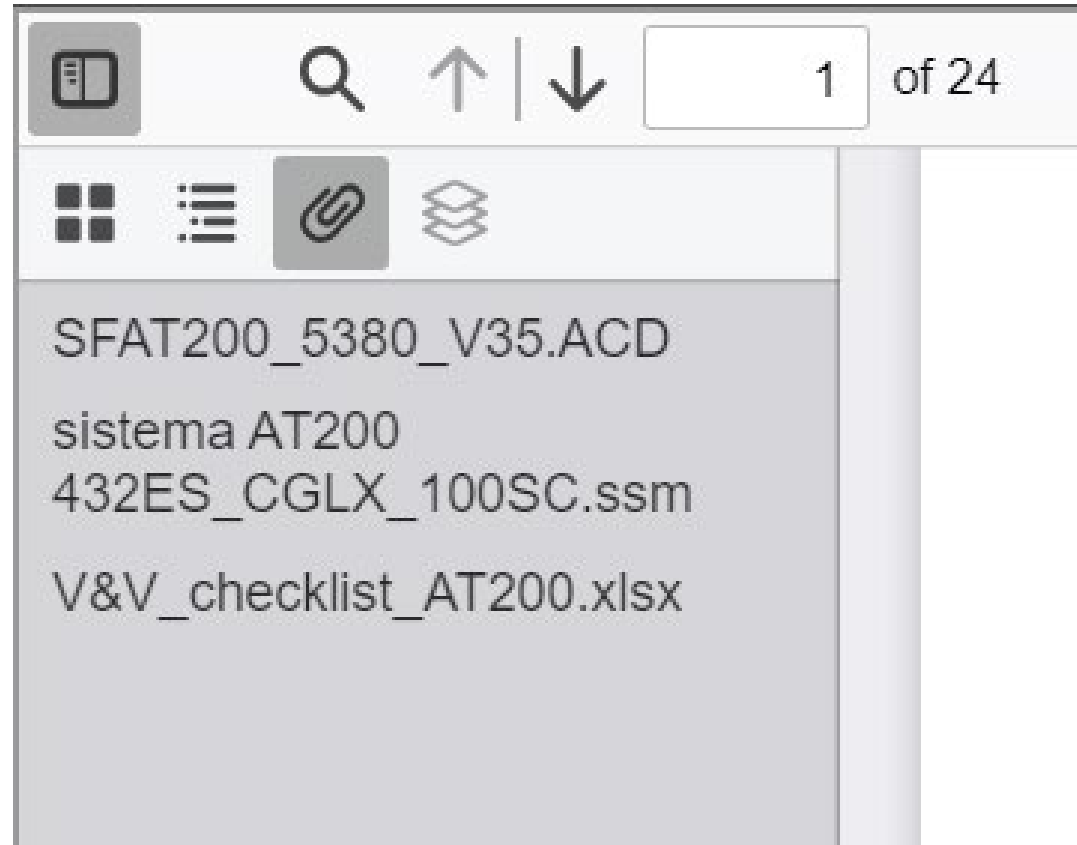 1 of 24
SFAT200_5380_V35.ACD
sistema AT200
432ES_CGLX_100SC.ssm
V&V_checklist_AT200.xlsx